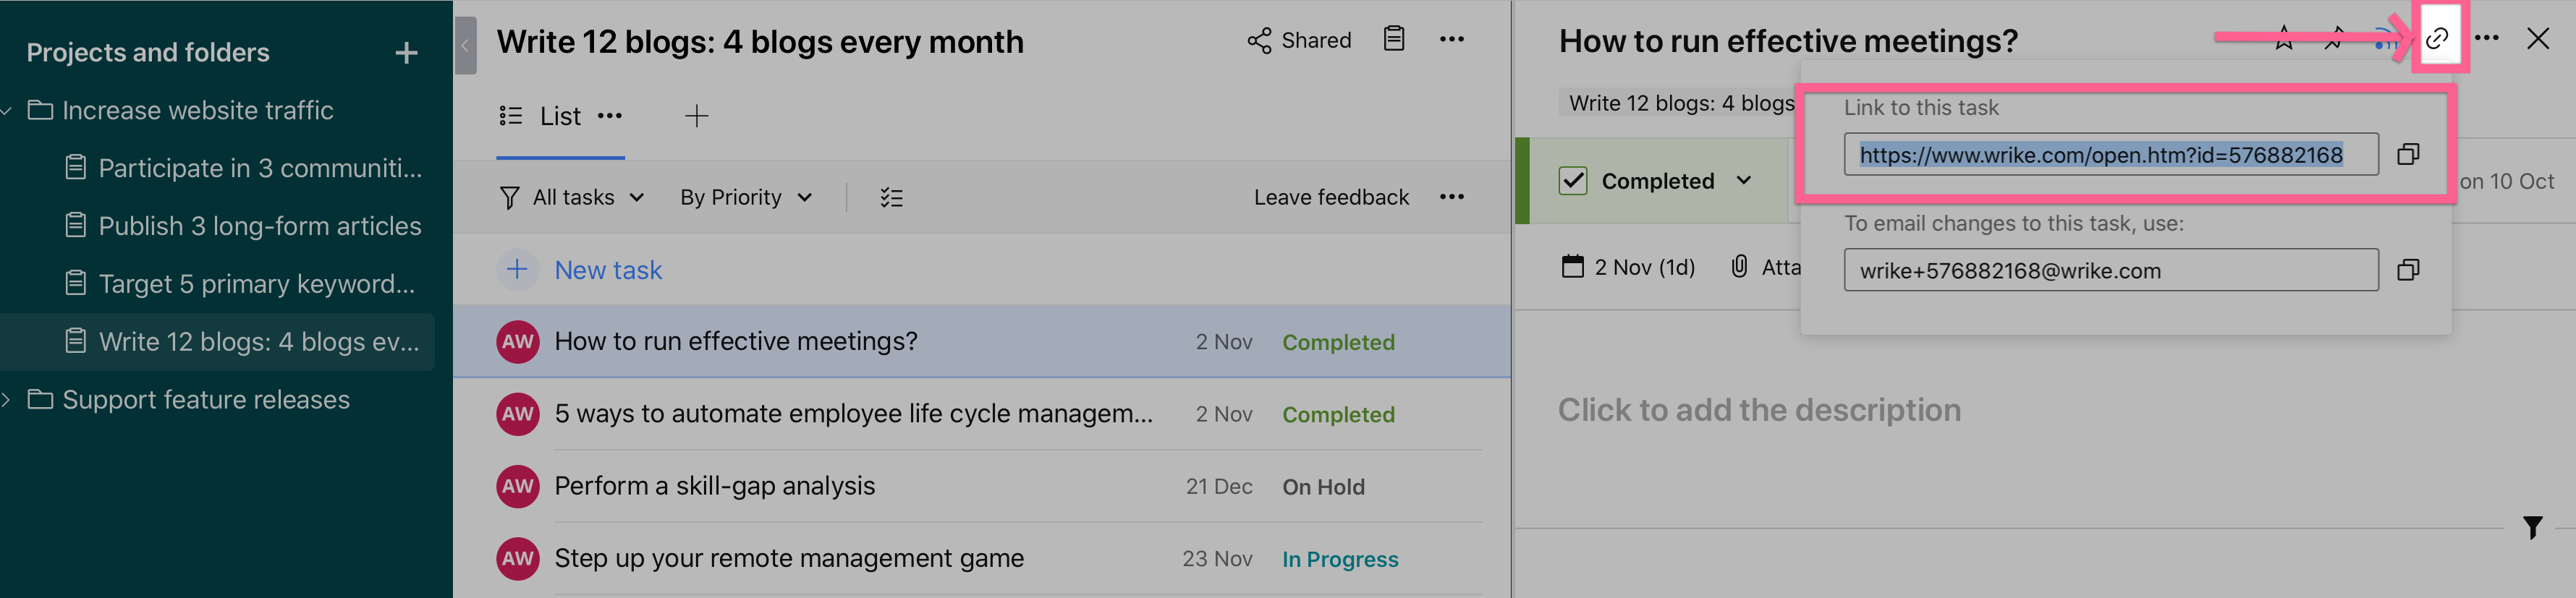 Projects and folders
Increase website traffic
Participate in 3 communiti...
Publish 3 long-form articles
Target 5 primary keyword...
Write 12 blogs: 4 blogs ev...
Support feature releases
Write 12 blogs: 4 blogs every month
Shared
List
All tasks
By Priority
Leave feedback
New task
AW How to run effective meetings? 2 Nov Completed
AW 5 ways to automate employee life cycle managem... 2 Nov Completed
AW Perform a skill-gap analysis 21 Dec On Hold
AW Step up your remote management game 23 Nov In Progress
How to run effective meetings?
Write 12 blogs: 4 blogs
Link to this task
https://www.wrike.com/open.htm?id=576882168
Completed
on 10 Oct
To email changes to this task, use:
wrike+576882168@wrike.com
2 Nov (1d)
Atta
Click to add the description